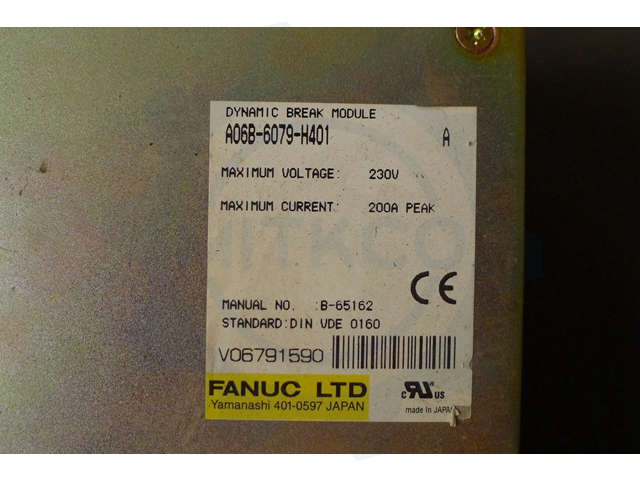 DYNAMIC BREAK MODULE
A06B-6079-H401 A
MAXIMUM VOLTAGE: 230V
MAXIMUM CURRENT: 200A PEAK
CE
MANUAL NO. :B-65162
STANDARD:DIN VDE 0160
V06791590
FANUC LTD
Yamanashi 401-0597 JAPAN
c RU US
made in JAPAN